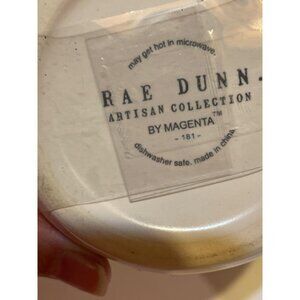 may get hot in microwave.
RAE DUNN.
ARTISAN COLLECTION
BY MAGENTA™
- 181 -
dishwasher safe. made in china.